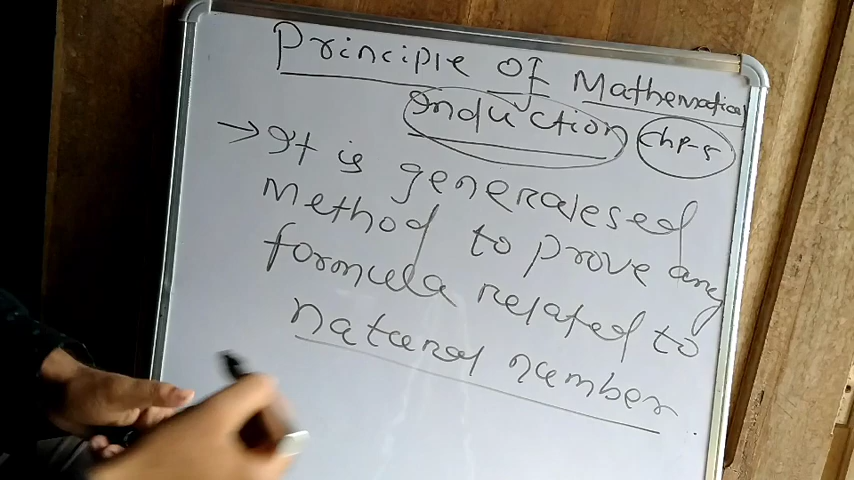 Principle of Mathematical
Induction Chp-5
→ It is generalesed
Method to prove any
formula related to
natural number.